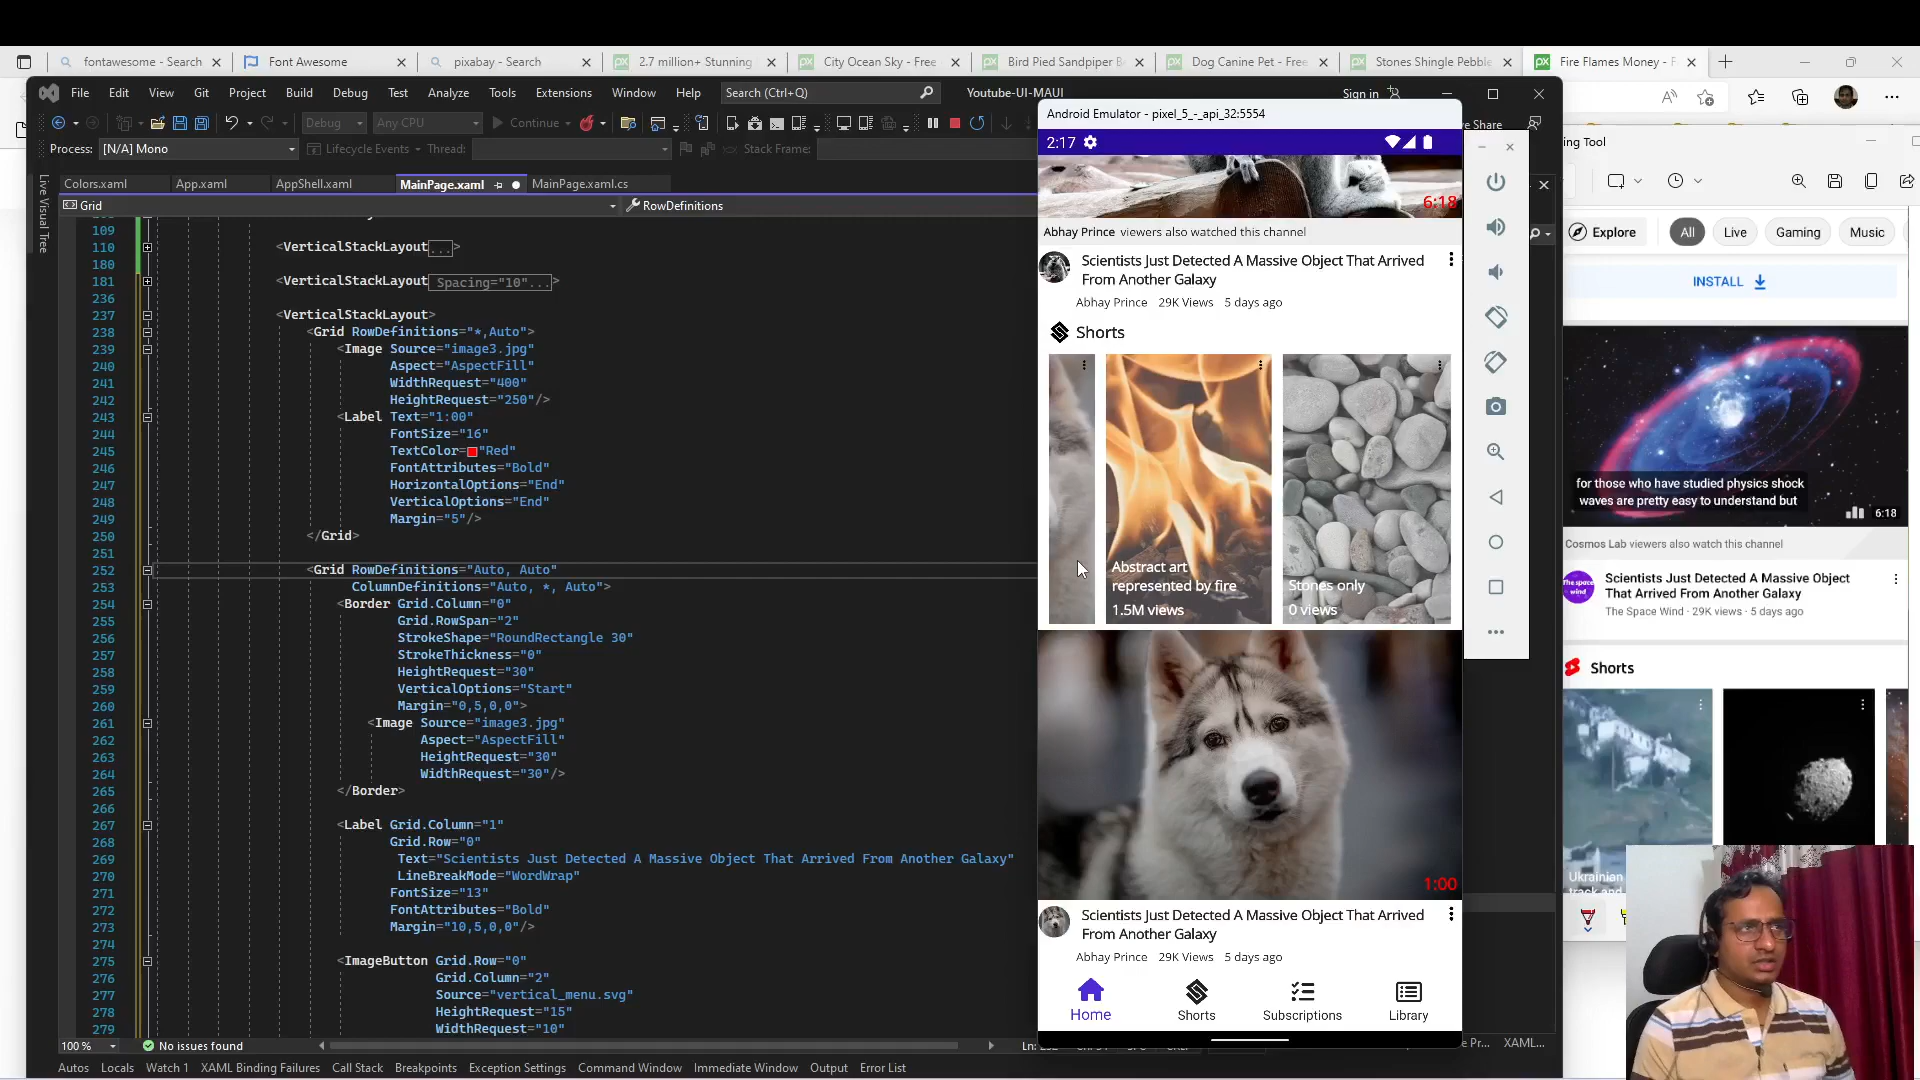 fontawesome - Search
Font Awesome
pixabay - Search
2.7 million+ Stunning
City Ocean Sky - Free
Bird Pied Sandpiper B
Dog Canine Pet - Free
Stones Shingle Pebble
Fire Flames Money - F
File Edit View Git Project Build Debug Test Analyze Tools Extensions Window Help Search (Ctrl+Q) Youtube-UI-MAUI Sign in
Debug Any CPU Continue
Share
Process: [N/A] Mono Lifecycle Events Thread: Stack Frame:
Live Visual Tree
Colors.xaml App.xaml AppShell.xaml MainPage.xaml MainPage.xaml.cs
Grid RowDefinitions
109
110 <VerticalStackLayout...>
180
181 <VerticalStackLayout Spacing="10"...>
236
237 <VerticalStackLayout>
238 <Grid RowDefinitions="*,Auto">
239 <Image Source="image3.jpg"
240 Aspect="AspectFill"
241 WidthRequest="400"
242 HeightRequest="250"/>
243 <Label Text="1:00"
244 FontSize="16"
245 TextColor="Red"
246 FontAttributes="Bold"
247 HorizontalOptions="End"
248 VerticalOptions="End"
249 Margin="5"/>
250 </Grid>
251
252 <Grid RowDefinitions="Auto, Auto"
253 ColumnDefinitions="Auto, *, Auto">
254 <Border Grid.Column="0"
255 Grid.RowSpan="2"
256 StrokeShape="RoundRectangle 30"
257 StrokeThickness="0"
258 HeightRequest="30"
259 VerticalOptions="Start"
260 Margin="0,5,0,0">
261 <Image Source="image3.jpg"
262 Aspect="AspectFill"
263 HeightRequest="30"
264 WidthRequest="30"/>
265 </Border>
266
267 <Label Grid.Column="1"
268 Grid.Row="0"
269 Text="Scientists Just Detected A Massive Object That Arrived From Another Galaxy"
270 LineBreakMode="WordWrap"
271 FontSize="13"
272 FontAttributes="Bold"
273 Margin="10,5,0,0"/>
274
275 <ImageButton Grid.Row="0"
276 Grid.Column="2"
277 Source="vertical_menu.svg"
278 HeightRequest="15"
279 WidthRequest="10"
100 % No issues found
Autos Locals Watch 1 XAML Binding Failures Call Stack Breakpoints Exception Settings Command Window Immediate Window Output Error List
Android Emulator - pixel_5_-_api_32:5554
2:17
6:18
Abhay Prince viewers also watched this channel
Scientists Just Detected A Massive Object That Arrived
From Another Galaxy
Abhay Prince 29K Views 5 days ago
Shorts
Abstract art
represented by fire
1.5M views
Stones only
0 views
1:00
Scientists Just Detected A Massive Object That Arrived
From Another Galaxy
Abhay Prince 29K Views 5 days ago
Home Shorts Subscriptions Library
XAML...
ing Tool
Explore All Live Gaming Music
INSTALL
for those who have studied physics shock
waves are pretty easy to understand but
6:18
Cosmos Lab viewers also watch this channel
The space
wind
Scientists Just Detected A Massive Object
That Arrived From Another Galaxy
The Space Wind · 29K views · 5 days ago
Shorts
Ukrainian
track and